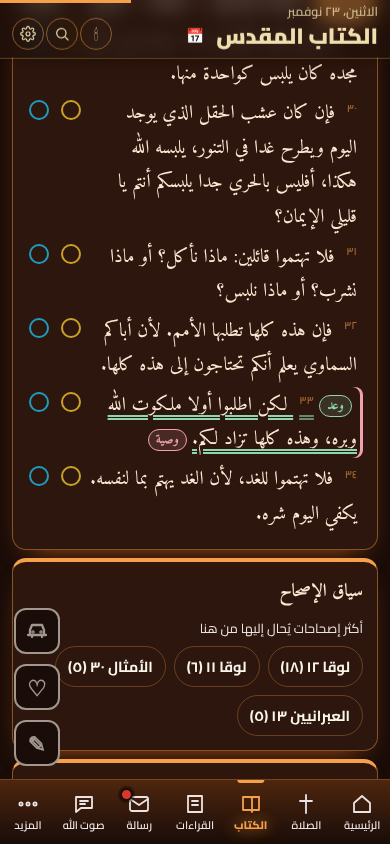 الاثنين، ٢٣ نوفمبر
الكتاب المقدس
مجده كان يلبس كواحدة منها.
٣٠ فإن كان عشب الحقل الذي يوجد
اليوم ويطرح غدا في التنور، يلبسه الله
هكذا، أفليس بالحري جدا يلبسكم أنتم يا
قليلي الإيمان؟
٣١ فلا تهتموا قائلين: ماذا نأكل؟ أو ماذا
نشرب؟ أو ماذا نلبس؟
٣٢ فإن هذه كلها تطلبها الأمم. لأن أباكم
السماوي يعلم أنكم تحتاجون إلى هذه كلها.
وعد ٣٣ لكن اطلبوا أولا ملكوت الله
وبره، وهذه كلها تزاد لكم. وصية
٣٤ فلا تهتموا للغد، لأن الغد يهتم بما لنفسه.
يكفي اليوم شره.
سياق الإصحاح
أكثر إصحاحات يُحال إليها من هنا
لوقا ١٢ (١٨) لوقا ١١ (٦) الأمثال ٣٠ (٥)
العبرانيين ١٣ (٥)
الرئيسية الصلاة الكتاب القراءات رسالة صوت الله المزيد